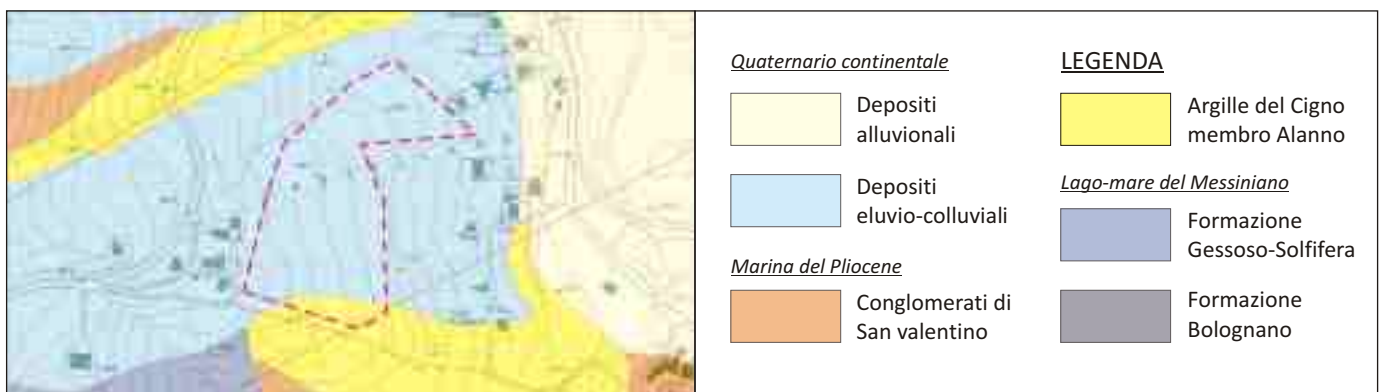 Quaternario continentale
Depositi
alluvionali
Depositi
eluvio-colluviali
Marina del Pliocene
Conglomerati di
San valentino
LEGENDA
Argille del Cigno
membro Alanno
Lago-mare del Messiniano
Formazione
Gessoso-Solfifera
Formazione
Bolognano